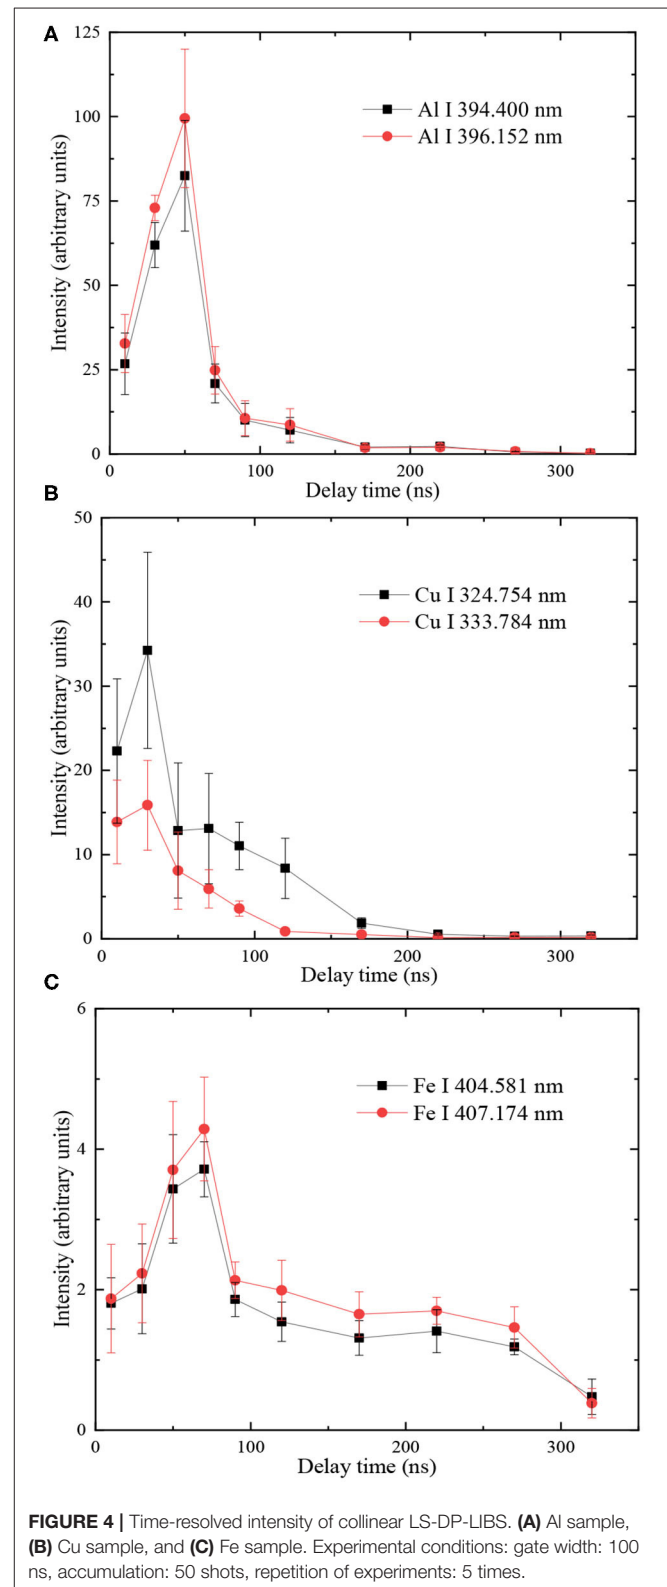 A
125
100
75
50
25
0
Intensity (arbitrary units)
Al I 394.400 nm
Al I 396.152 nm
0 100 200 300
Delay time (ns)
B
50
40
30
20
10
0
Intensity (arbitrary units)
Cu I 324.754 nm
Cu I 333.784 nm
0 100 200 300
Delay time (ns)
C
6
4
2
0
Intensity (arbitrary units)
Fe I 404.581 nm
Fe I 407.174 nm
0 100 200 300
Delay time (ns)
FIGURE 4 | Time-resolved intensity of collinear LS-DP-LIBS. (A) Al sample,
(B) Cu sample, and (C) Fe sample. Experimental conditions: gate width: 100
ns, accumulation: 50 shots, repetition of experiments: 5 times.